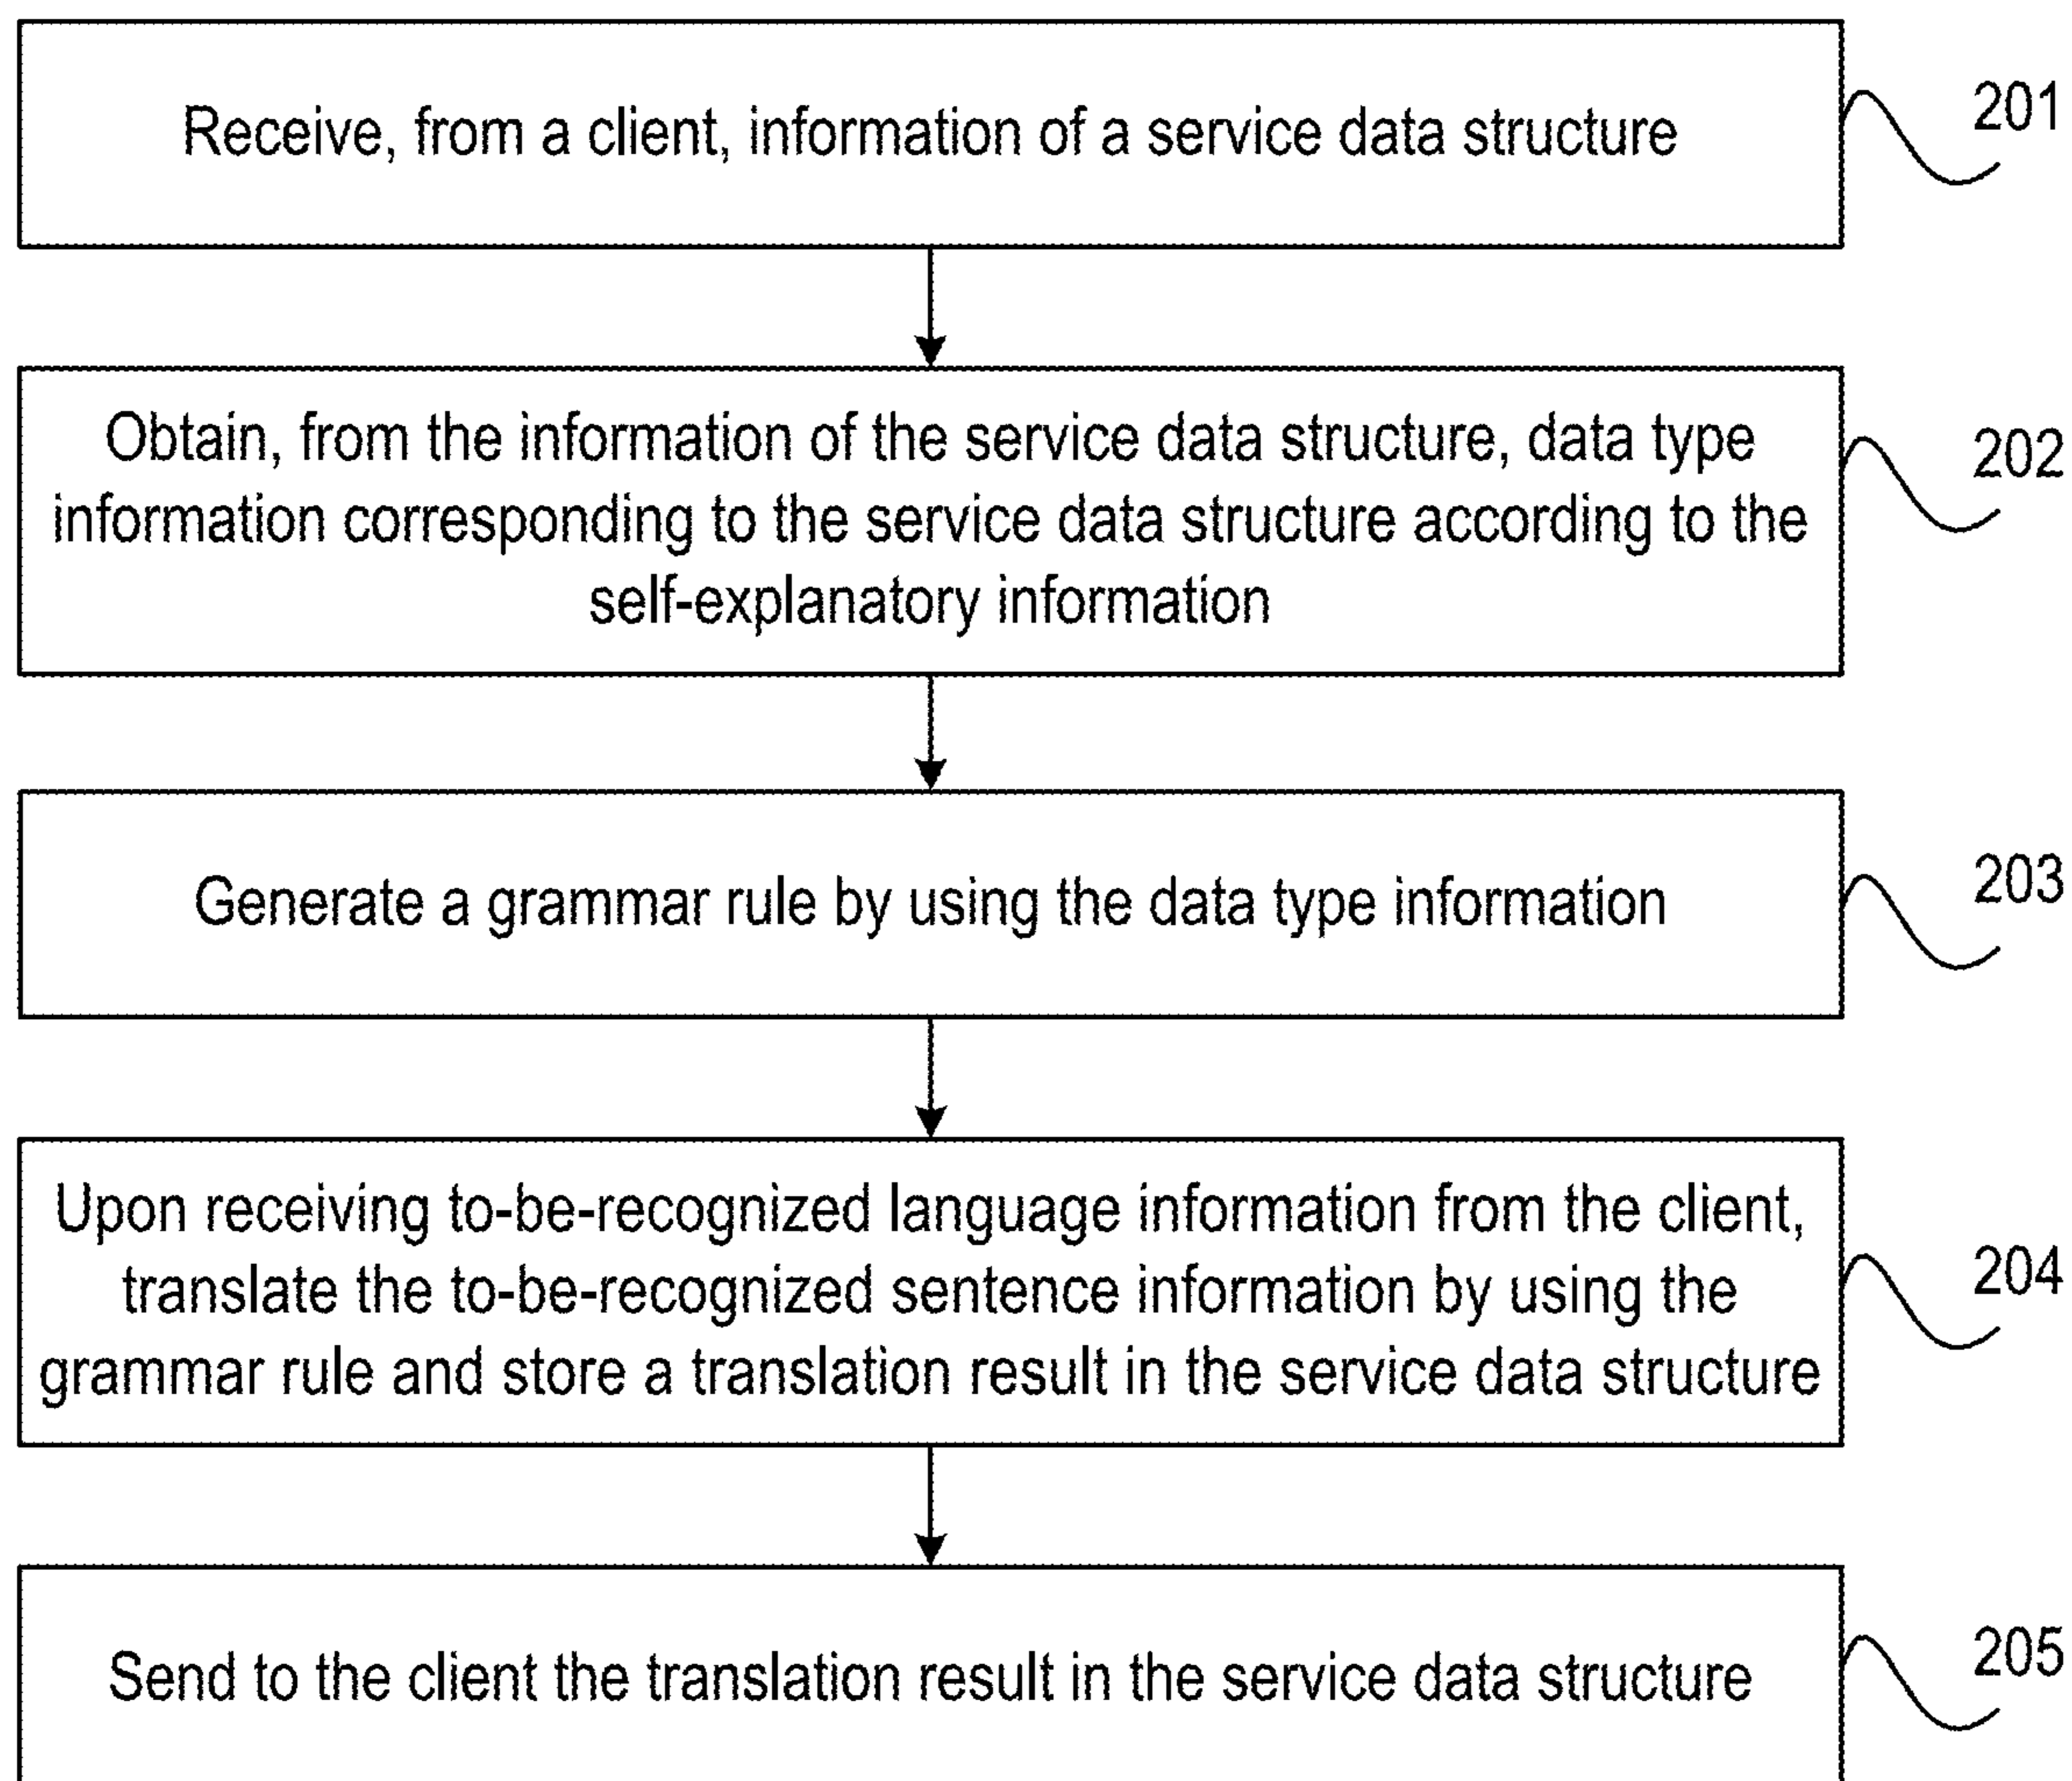 Receive, from a client, information of a service data structure
201
Obtain, from the information of the service data structure, data type
information corresponding to the service data structure according to the
self-explanatory information
202
Generate a grammar rule by using the data type information
203
Upon receiving to-be-recognized language information from the client,
translate the to-be-recognized sentence information by using the
grammar rule and store a translation result in the service data structure
204
Send to the client the translation result in the service data structure
205